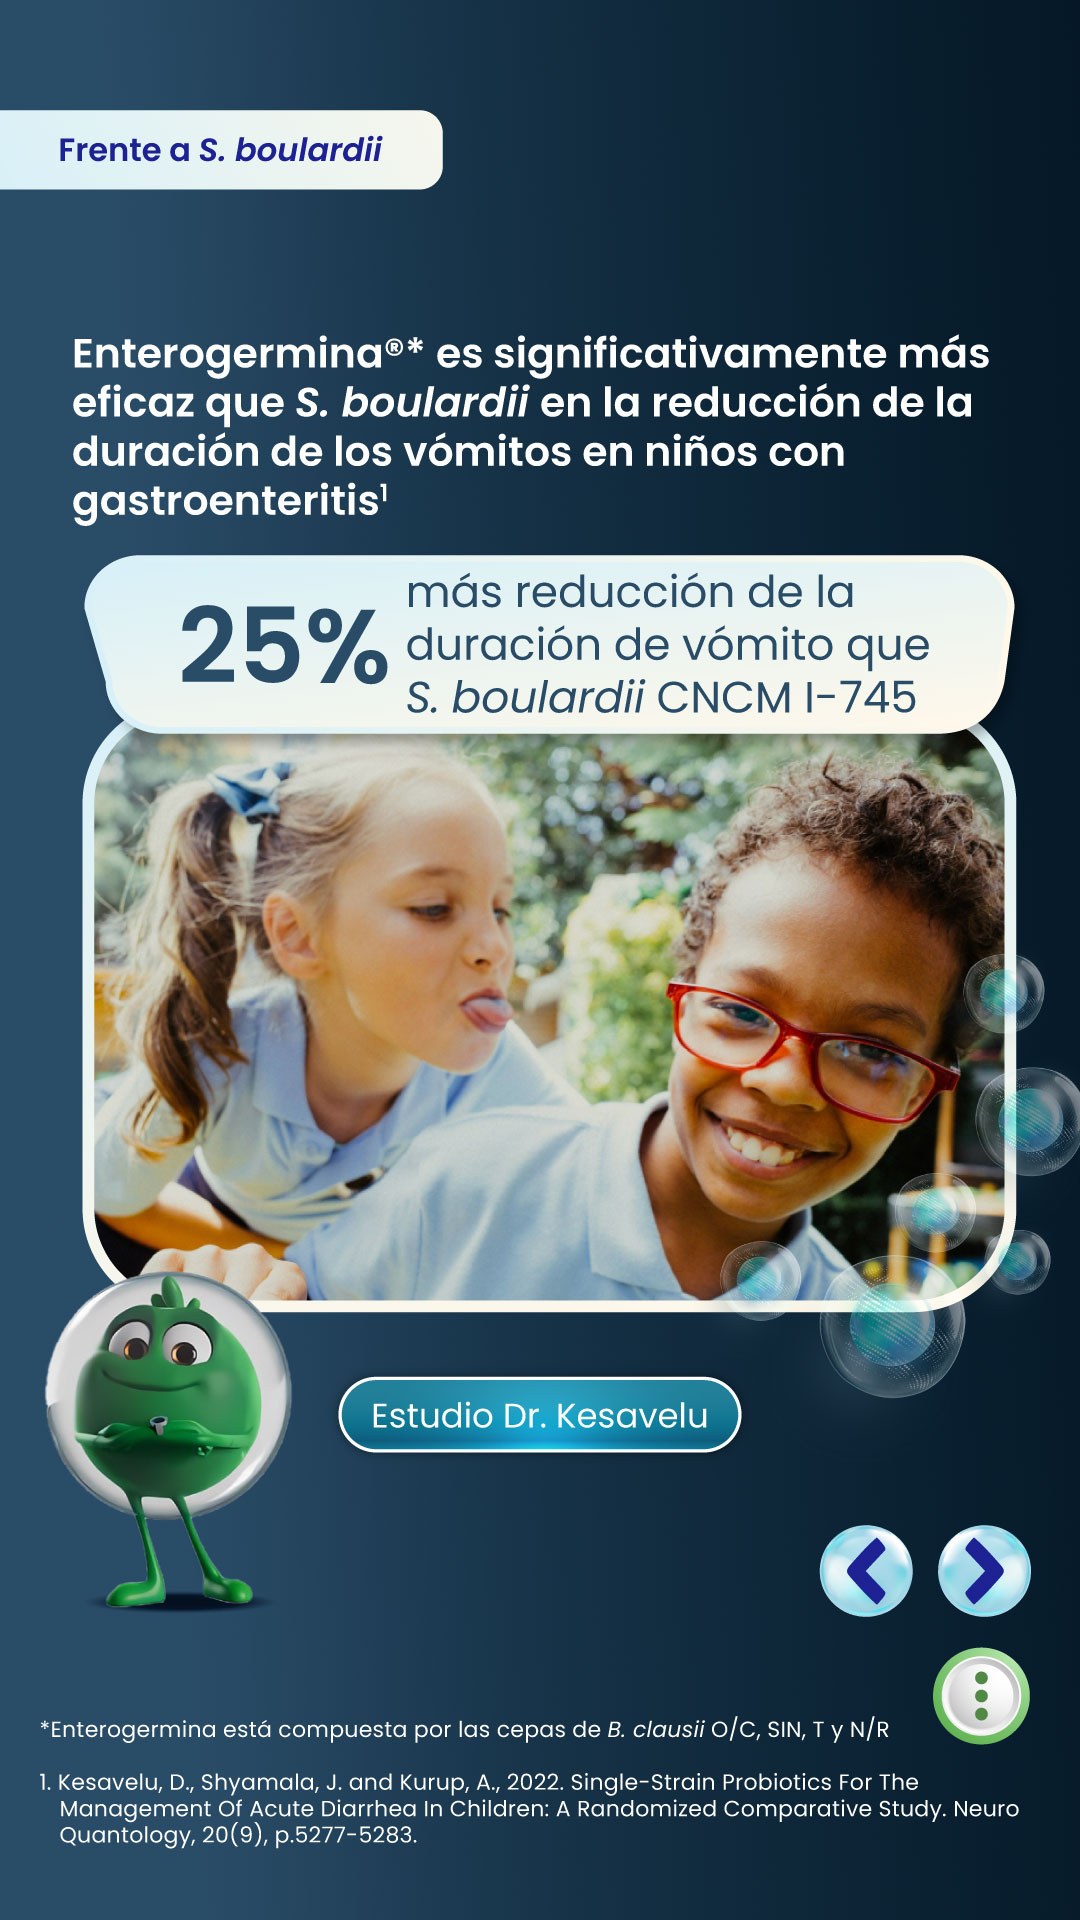 Frente a S. boulardii
Enterogermina®* es significativamente más
eficaz que S. boulardii en la reducción de la
duración de los vómitos en niños con
gastroenteritis¹
25%
más reducción de la
duración de vómito que
S. boulardii CNCM I-745
Estudio Dr. Kesavelu
*Enterogermina está compuesta por las cepas de B. clausii O/C, SIN, T y N/R
1. Kesavelu, D., Shyamala, J. and Kurup, A., 2022. Single-Strain Probiotics For The
Management Of Acute Diarrhea In Children: A Randomized Comparative Study. Neuro
Quantology, 20(9), p.5277-5283.